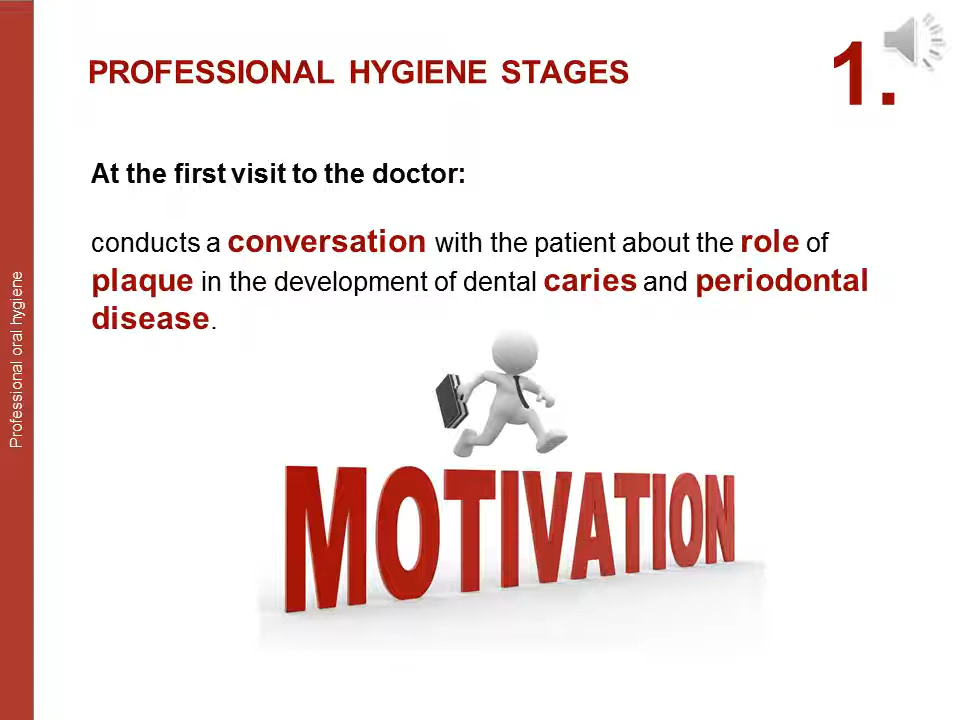 PROFESSIONAL HYGIENE STAGES
1.
At the first visit to the doctor:
conducts a conversation with the patient about the role of
plaque in the development of dental caries and periodontal
disease.
Professional oral hygiene
MOTIVATION